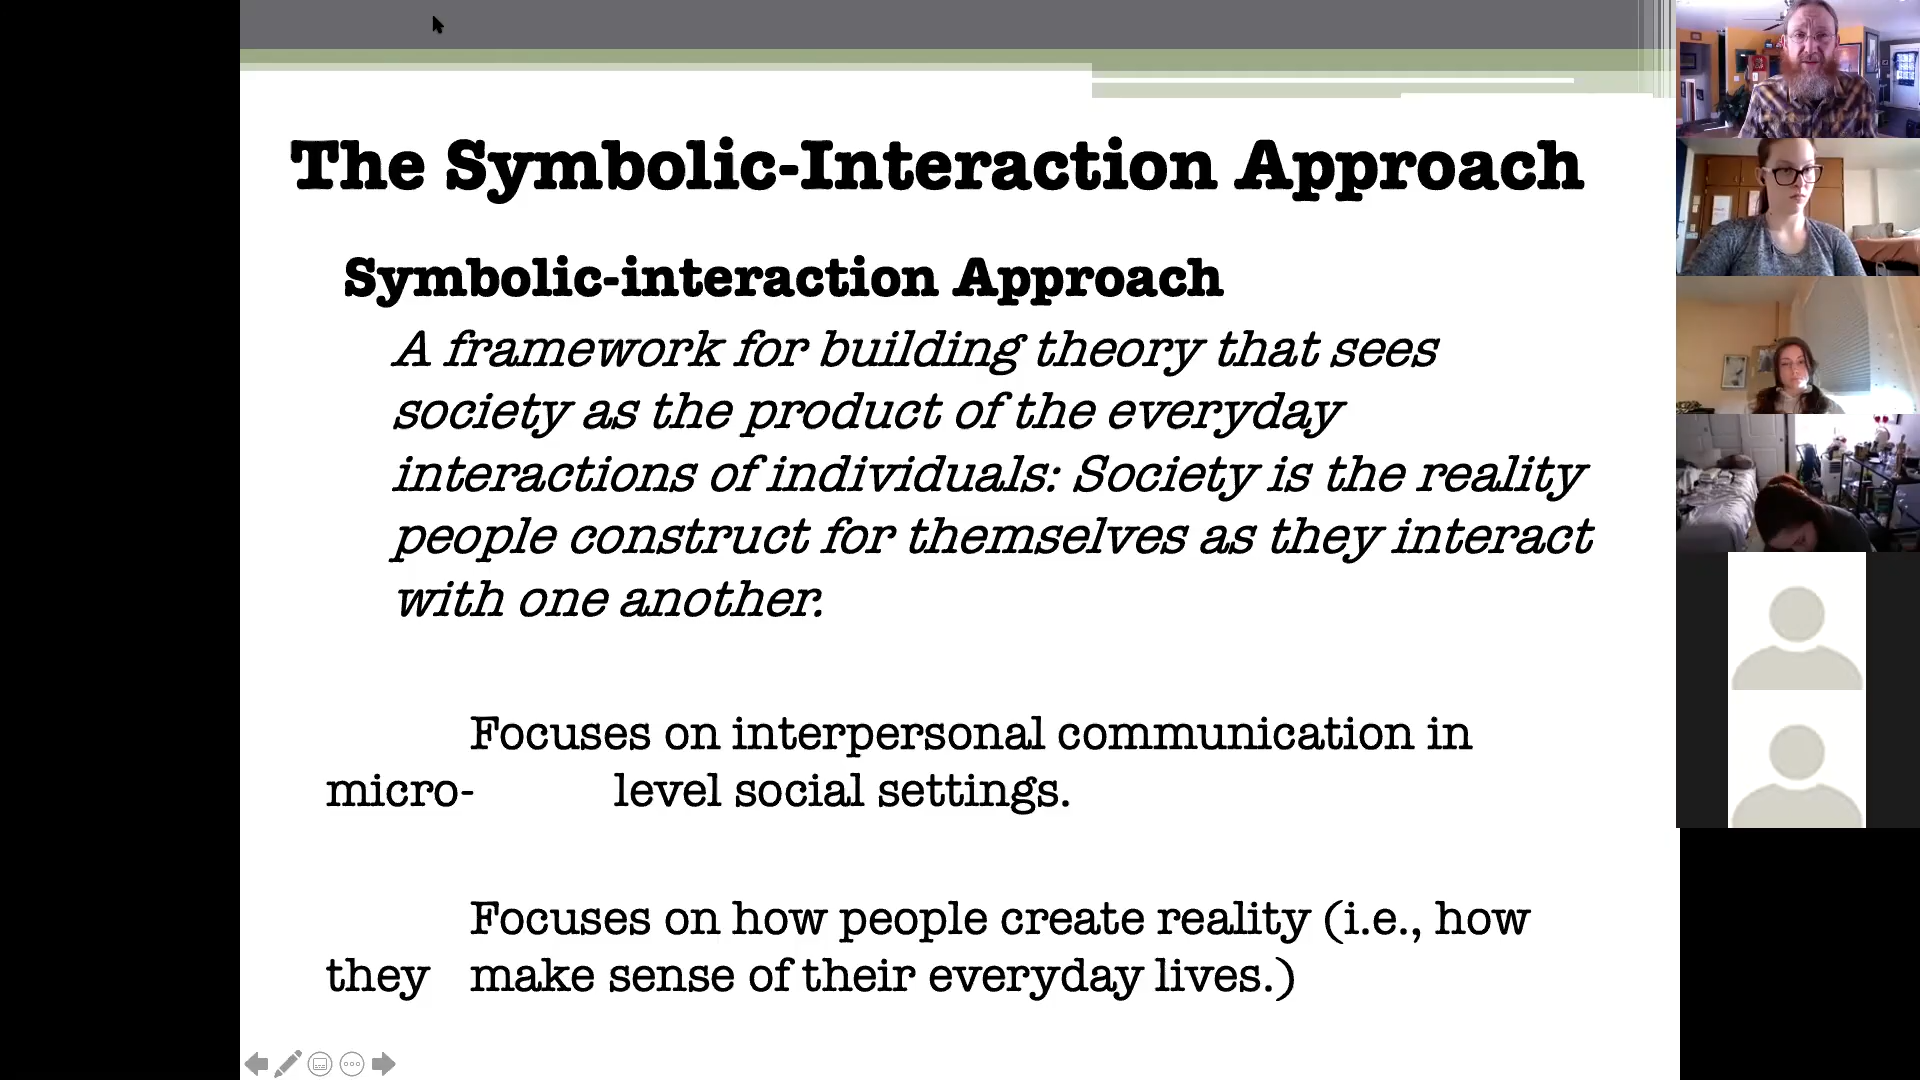 The Symbolic-Interaction Approach
Symbolic-interaction Approach
A framework for building theory that sees
society as the product of the everyday
interactions of individuals: Society is the reality
people construct for themselves as they interact
with one another.
Focuses on interpersonal communication in
micro- level social settings.
Focuses on how people create reality (i.e., how
they make sense of their everyday lives.)